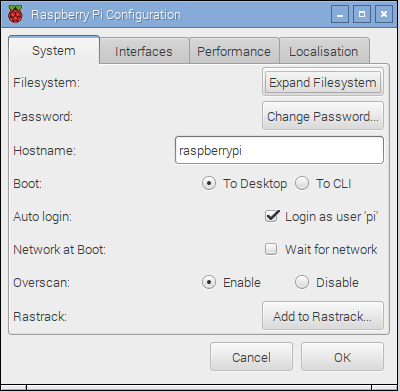 Raspberry Pi Configuration
System Interfaces Performance Localisation
Filesystem: Expand Filesystem
Password: Change Password...
Hostname: raspberrypi
Boot: To Desktop To CLI
Auto login: Login as user 'pi'
Network at Boot: Wait for network
Overscan: Enable Disable
Rastrack: Add to Rastrack...
Cancel OK